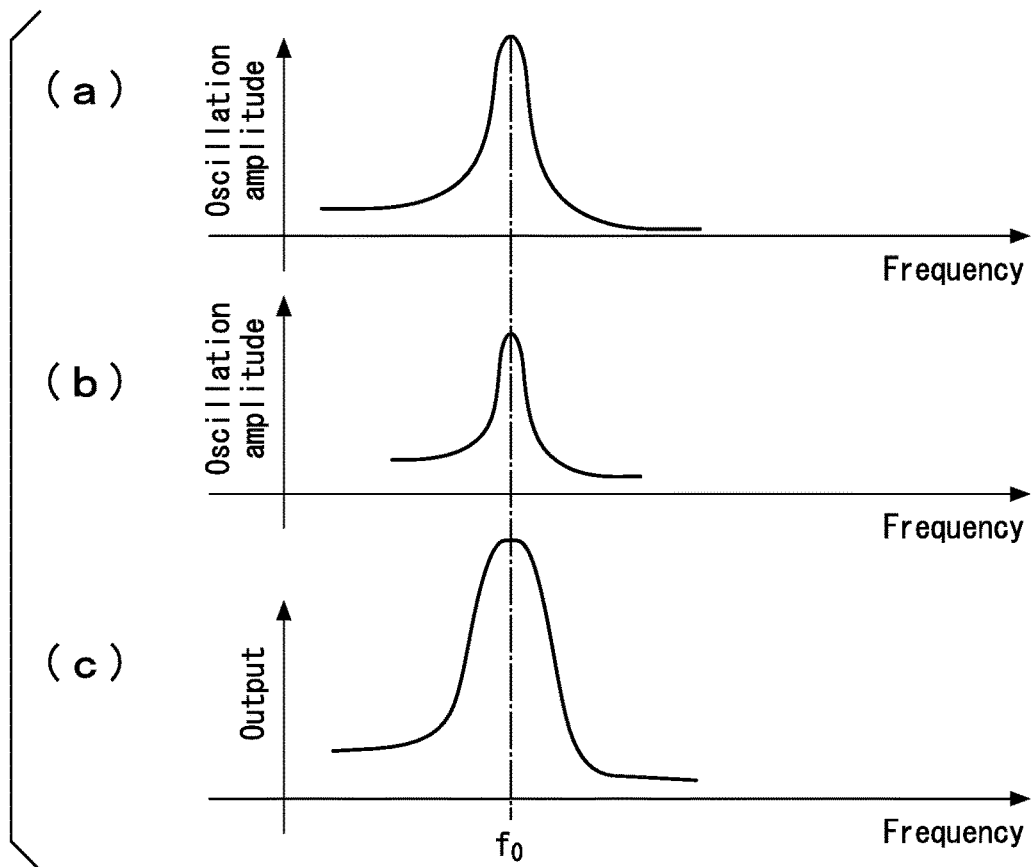 (a)
Oscillation
amplitude
Frequency
(b)
Oscillation
amplitude
Frequency
(c)
Output
Frequency
f₀